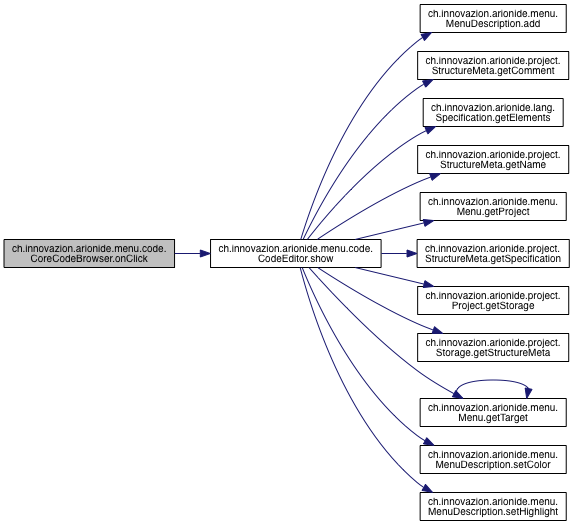 ch.innovazion.arionide.menu.
MenuDescription.add
ch.innovazion.arionide.project.
StructureMeta.getComment
ch.innovazion.arionide.lang.
Specification.getElements
ch.innovazion.arionide.project.
StructureMeta.getName
ch.innovazion.arionide.menu.
Menu.getProject
ch.innovazion.arionide.menu.code.
CoreCodeBrowser.onClick
ch.innovazion.arionide.menu.code.
CodeEditor.show
ch.innovazion.arionide.project.
StructureMeta.getSpecification
ch.innovazion.arionide.project.
Project.getStorage
ch.innovazion.arionide.project.
Storage.getStructureMeta
ch.innovazion.arionide.menu.
Menu.getTarget
ch.innovazion.arionide.menu.
MenuDescription.setColor
ch.innovazion.arionide.menu.
MenuDescription.setHighlight